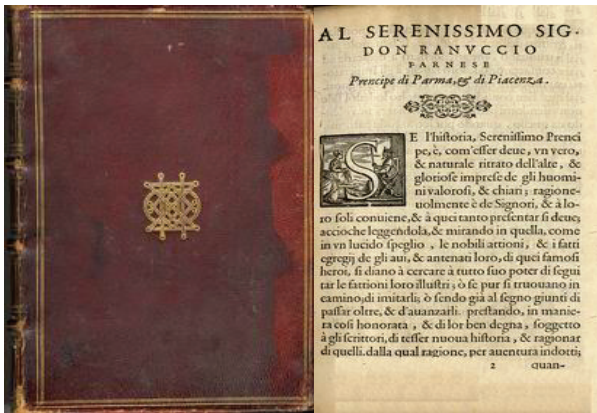 AL SERENISSIMO SIG.
DON RANVCCIO
FARNESE
Prencipe di Parma, & di Piacenza.
SE l'historia, Serenissimo Prenci
pe, è, com'esser deue, vn vero,
& naturale ritrato dell'alte, &
gloriose imprese de gli huomi-
ni valorosi, & chiari; ragione-
uolmente è de Signori, & à lo-
ro soli conuiene, & à quei tanto presentar si deue;
accioche leggendola, & mirando in quella, come
in vn lucido speglio, le nobili attioni, & i fatti
egregij de gli aui, & antenati loro, di quei famosi
heroi, si diano à cercare à tutto suo poter di segui
tar le fattioni loro illustri; ò se pur si truouano in
camino, di imitarli; ò sendo già al segno giunti di
passar oltre, & d'auanzarli. prestando, in manie-
ra così honorata, & di lor ben degna, soggetto
à gli scrittori, di tesser nuoua historia, & ragionar
di quelli. dalla qual ragione, per auentura indotti;
2 quan-